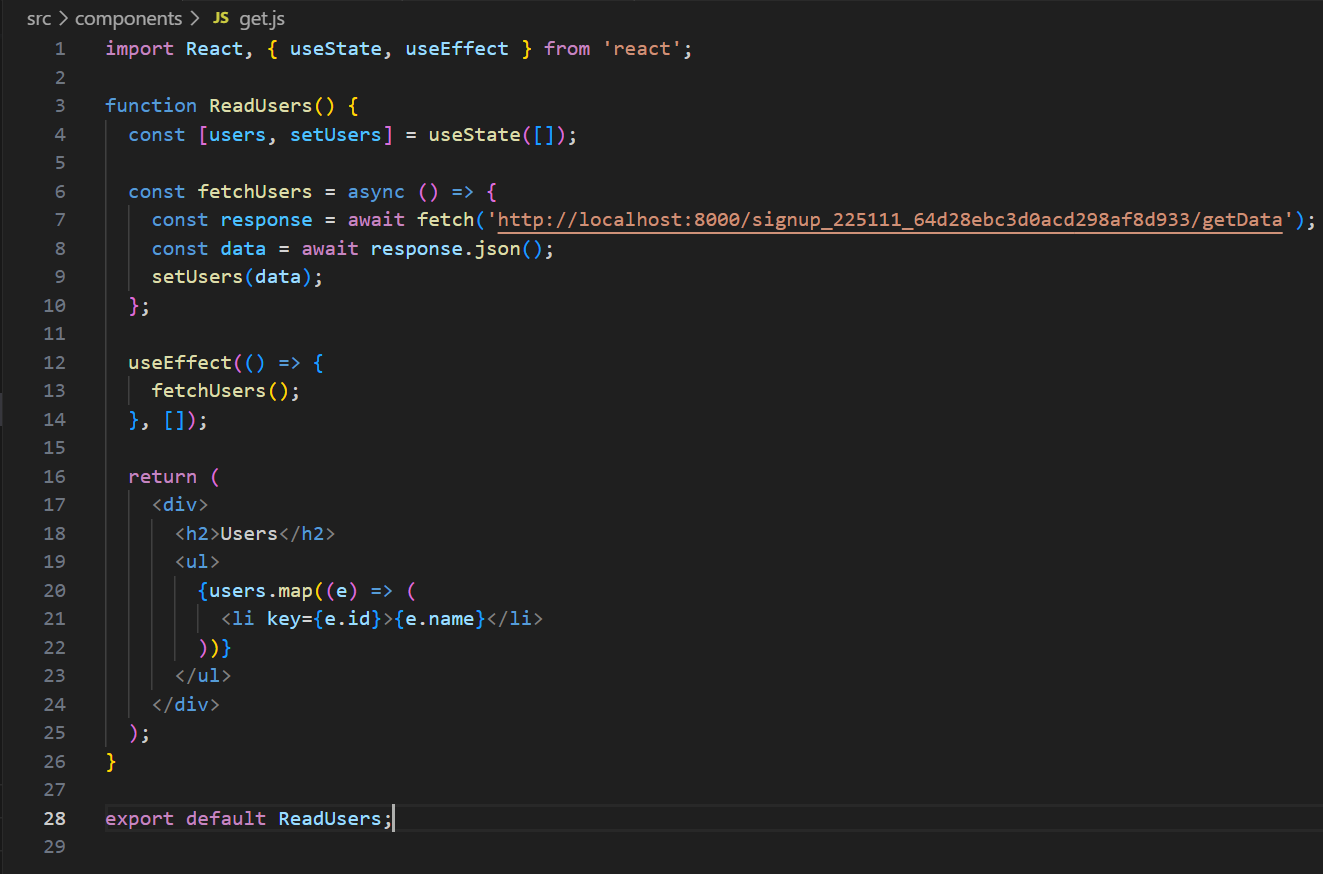 src > components > JS get.js
1 import React, { useState, useEffect } from 'react';
2
3 function ReadUsers() {
4   const [users, setUsers] = useState([]);
5
6   const fetchUsers = async () => {
7     const response = await fetch('http://localhost:8000/signup_225111_64d28ebc3d0acd298af8d933/getData');
8     const data = await response.json();
9     setUsers(data);
10   };
11
12   useEffect(() => {
13     fetchUsers();
14   }, []);
15
16   return (
17     <div>
18       <h2>Users</h2>
19       <ul>
20         {users.map((e) => (
21           <li key={e.id}>{e.name}</li>
22         ))}
23       </ul>
24     </div>
25   );
26 }
27
28 export default ReadUsers;
29